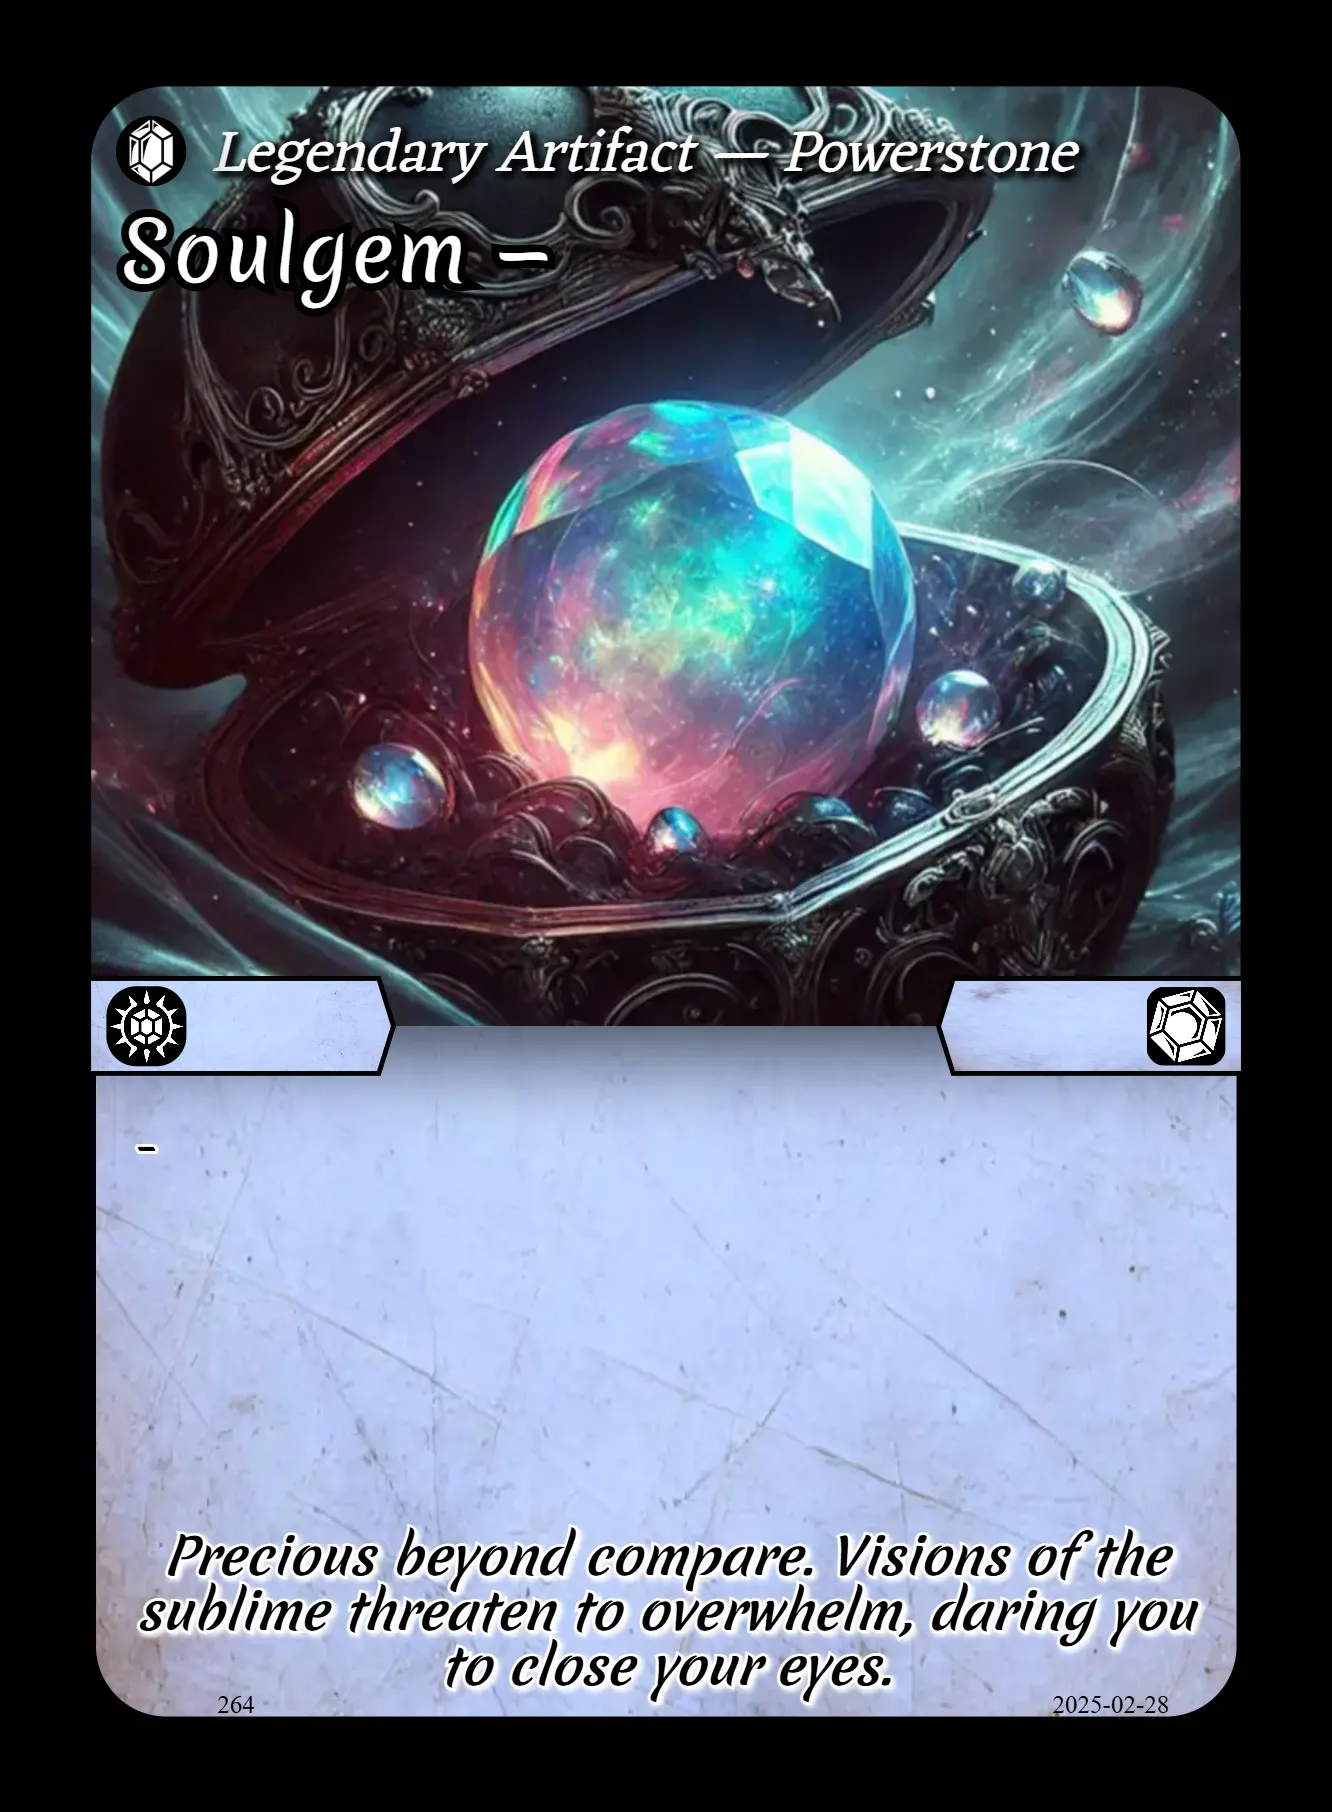 Legendary Artifact — Powerstone
Soulgem –
-
Precious beyond compare. Visions of the
sublime threaten to overwhelm, daring you
to close your eyes.
264
2025-02-28